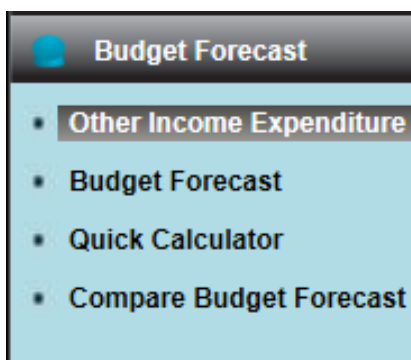 Budget Forecast
Other Income Expenditure
Budget Forecast
Quick Calculator
Compare Budget Forecast